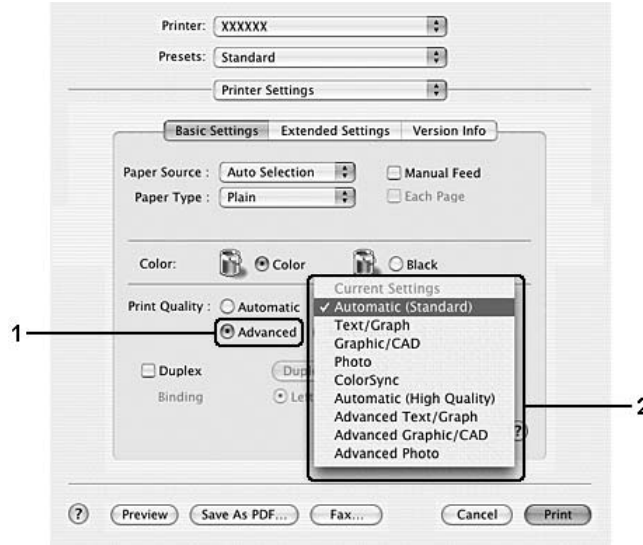 Printer: XXXXXX
Presets: Standard
Printer Settings
Basic Settings Extended Settings Version Info
Paper Source : Auto Selection Manual Feed
Paper Type : Plain Each Page
Color: Color Black
Current Settings
Print Quality : Automatic ✓ Automatic (Standard)
Text/Graph
1 Advanced Graphic/CAD
Photo
Duplex ColorSync
Binding Automatic (High Quality)
2
Advanced Text/Graph
Advanced Graphic/CAD ?
Advanced Photo
? Preview Save As PDF... Fax... Cancel Print